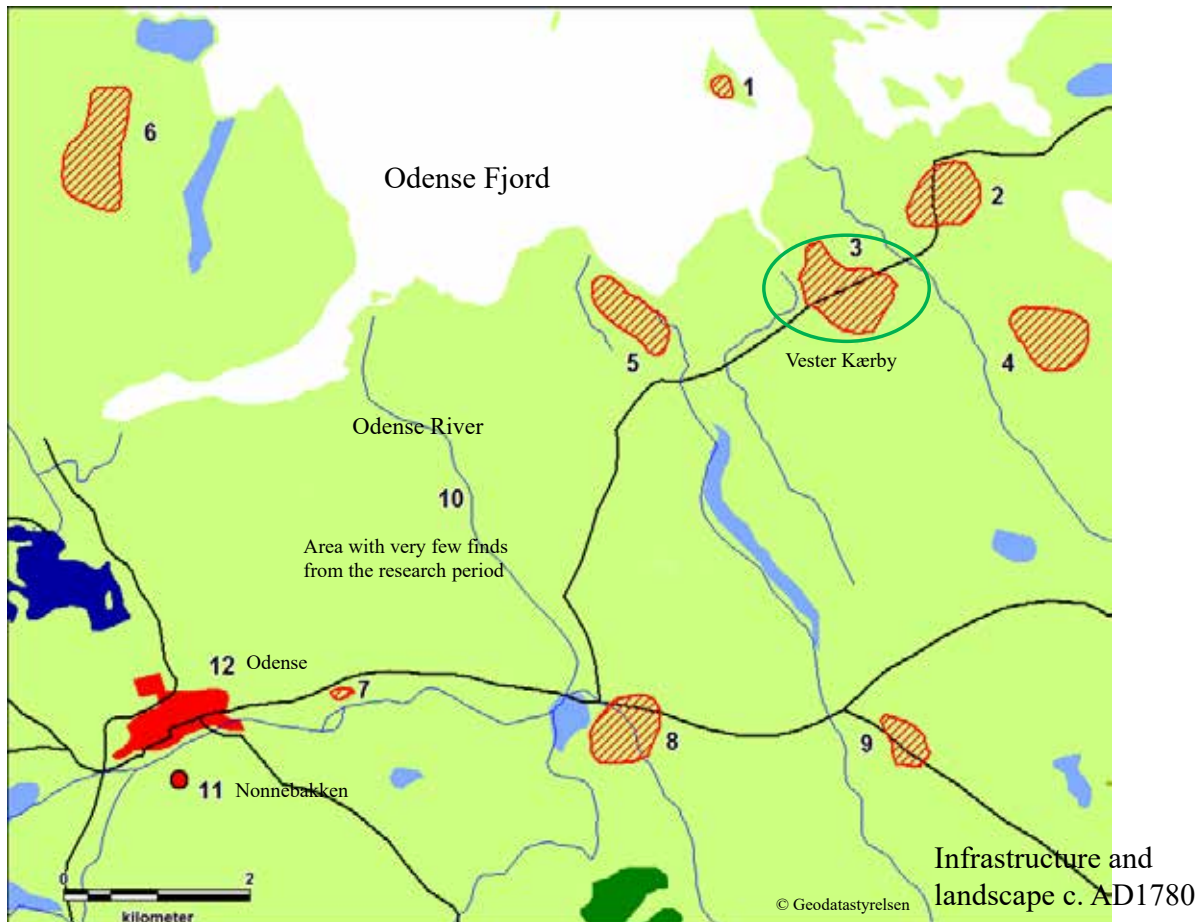 1
6
Odense Fjord
2
3
4
5
Vester Kærby
Odense River
10
Area with very few finds
from the research period
12 Odense
7
8
9
11 Nonnebakken
0 2
kilometer
© Geodatastyrelsen
Infrastructure and
landscape c. AD1780